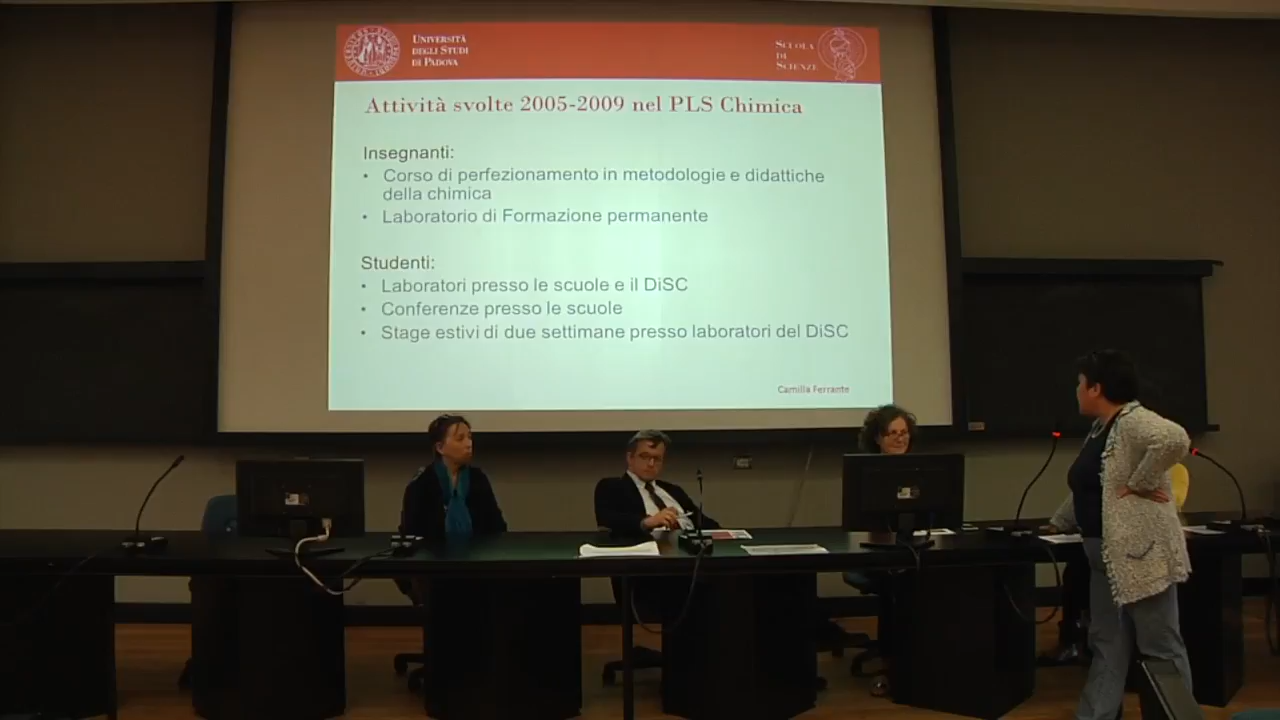 UNIVERSITÀ
DEGLI STUDI
DI PADOVA
SCUOLA
DI
SCIENZE
Attività svolte 2005-2009 nel PLS Chimica
Insegnanti:
• Corso di perfezionamento in metodologie e didattiche
della chimica
• Laboratorio di Formazione permanente
Studenti:
• Laboratori presso le scuole e il DiSC
• Conferenze presso le scuole
• Stage estivi di due settimane presso laboratori del DiSC
Camilla Ferrante